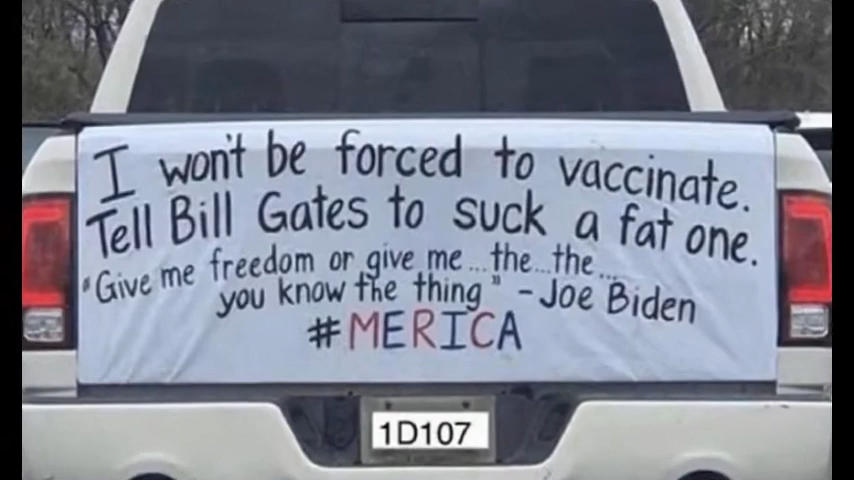 I won't be forced to vaccinate.
Tell Bill Gates to suck a fat one.
"Give me freedom or give me... the... the...
you know the thing" - Joe Biden
#MERICA
1D107